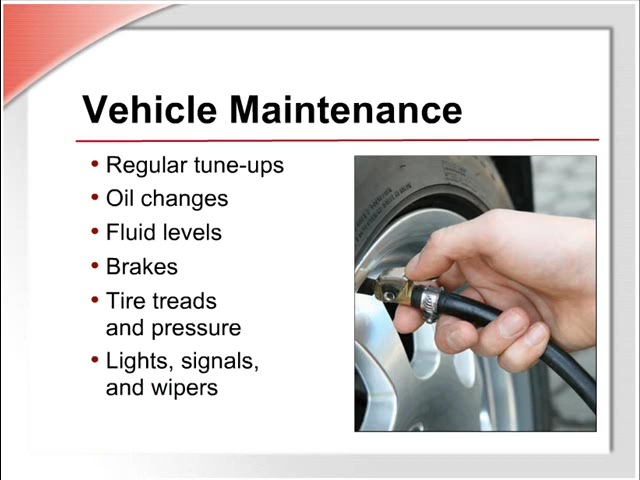 Vehicle Maintenance
• Regular tune-ups
• Oil changes
• Fluid levels
• Brakes
• Tire treads
and pressure
• Lights, signals,
and wipers